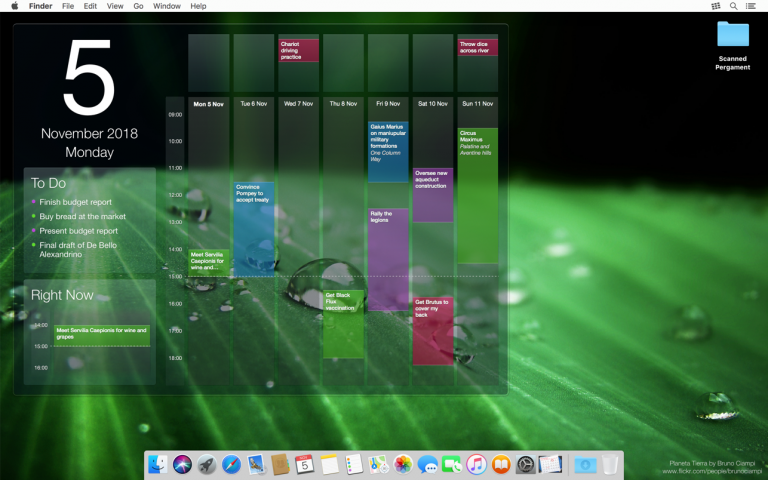 Finder File Edit View Go Window Help
5
November 2018
Monday
To Do
Finish budget report
Buy bread at the market
Present budget report
Final draft of De Bello
Alexandrino
Right Now
14:00
Meet Servilia Caepionis for wine and
grapes
15:00
16:00
Chariot
driving
practice
Throw dice
across river
Mon 5 Nov
Tue 6 Nov
Wed 7 Nov
Thu 8 Nov
Fri 9 Nov
Sat 10 Nov
Sun 11 Nov
09:00
10:00
11:00
12:00
13:00
14:00
15:00
16:00
17:00
18:00
Meet Servilia
Caepionis for
wine and...
Convince
Pompey to
accept treaty
Get Black
Flux
vaccination
Gaius Marius
on manlupular
military
formations
One Column
Way
Rally the
legions
Oversee new
aqueduct
construction
Get Brutus to
cover my
back
Circus
Maximus
Palatine and
Aventine hills
Scanned
Pergament
NOV
5
Planeta Tierra by Bruno Ciampi
www.flickr.com/people/brunociampi